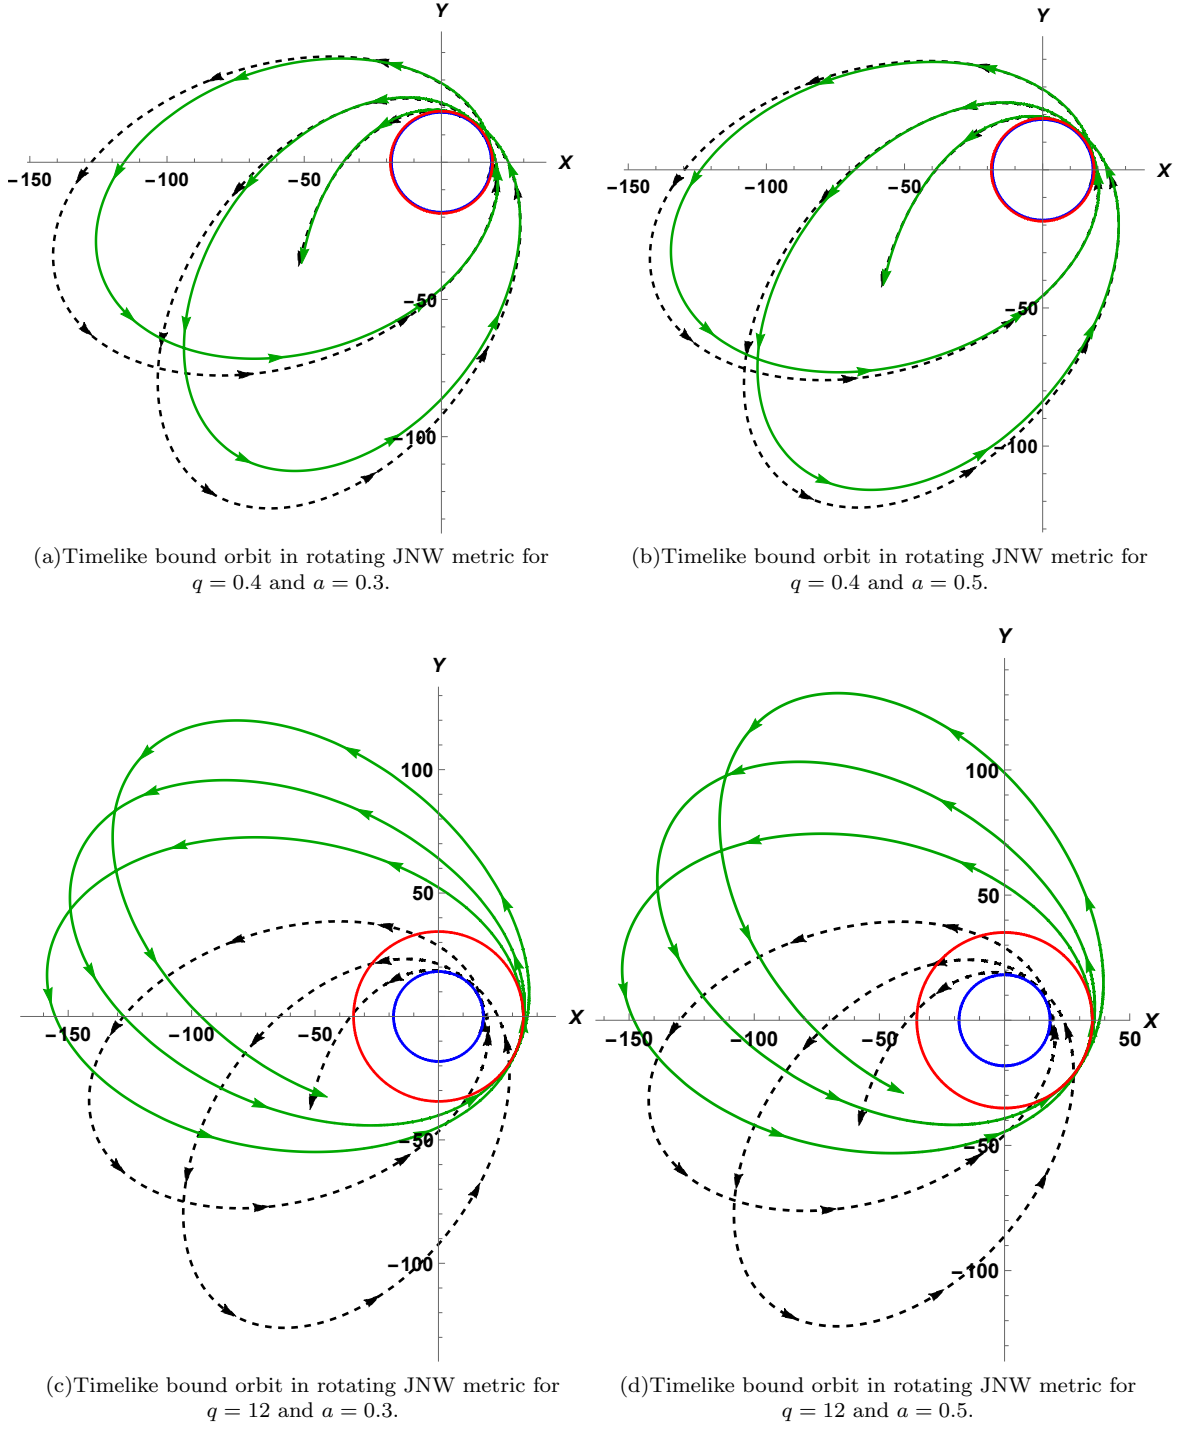 Y
Y
X
−150
−100
−50
−50
−100
X
−150
−100
−50
−50
−100
(a)Timelike bound orbit in rotating JNW metric for
q = 0.4 and a = 0.3.
(b)Timelike bound orbit in rotating JNW metric for
q = 0.4 and a = 0.5.
Y
Y
100
50
X
−150
−100
−50
−50
−100
100
50
X
−150
−100
−50
50
−50
−100
(c)Timelike bound orbit in rotating JNW metric for
q = 12 and a = 0.3.
(d)Timelike bound orbit in rotating JNW metric for
q = 12 and a = 0.5.